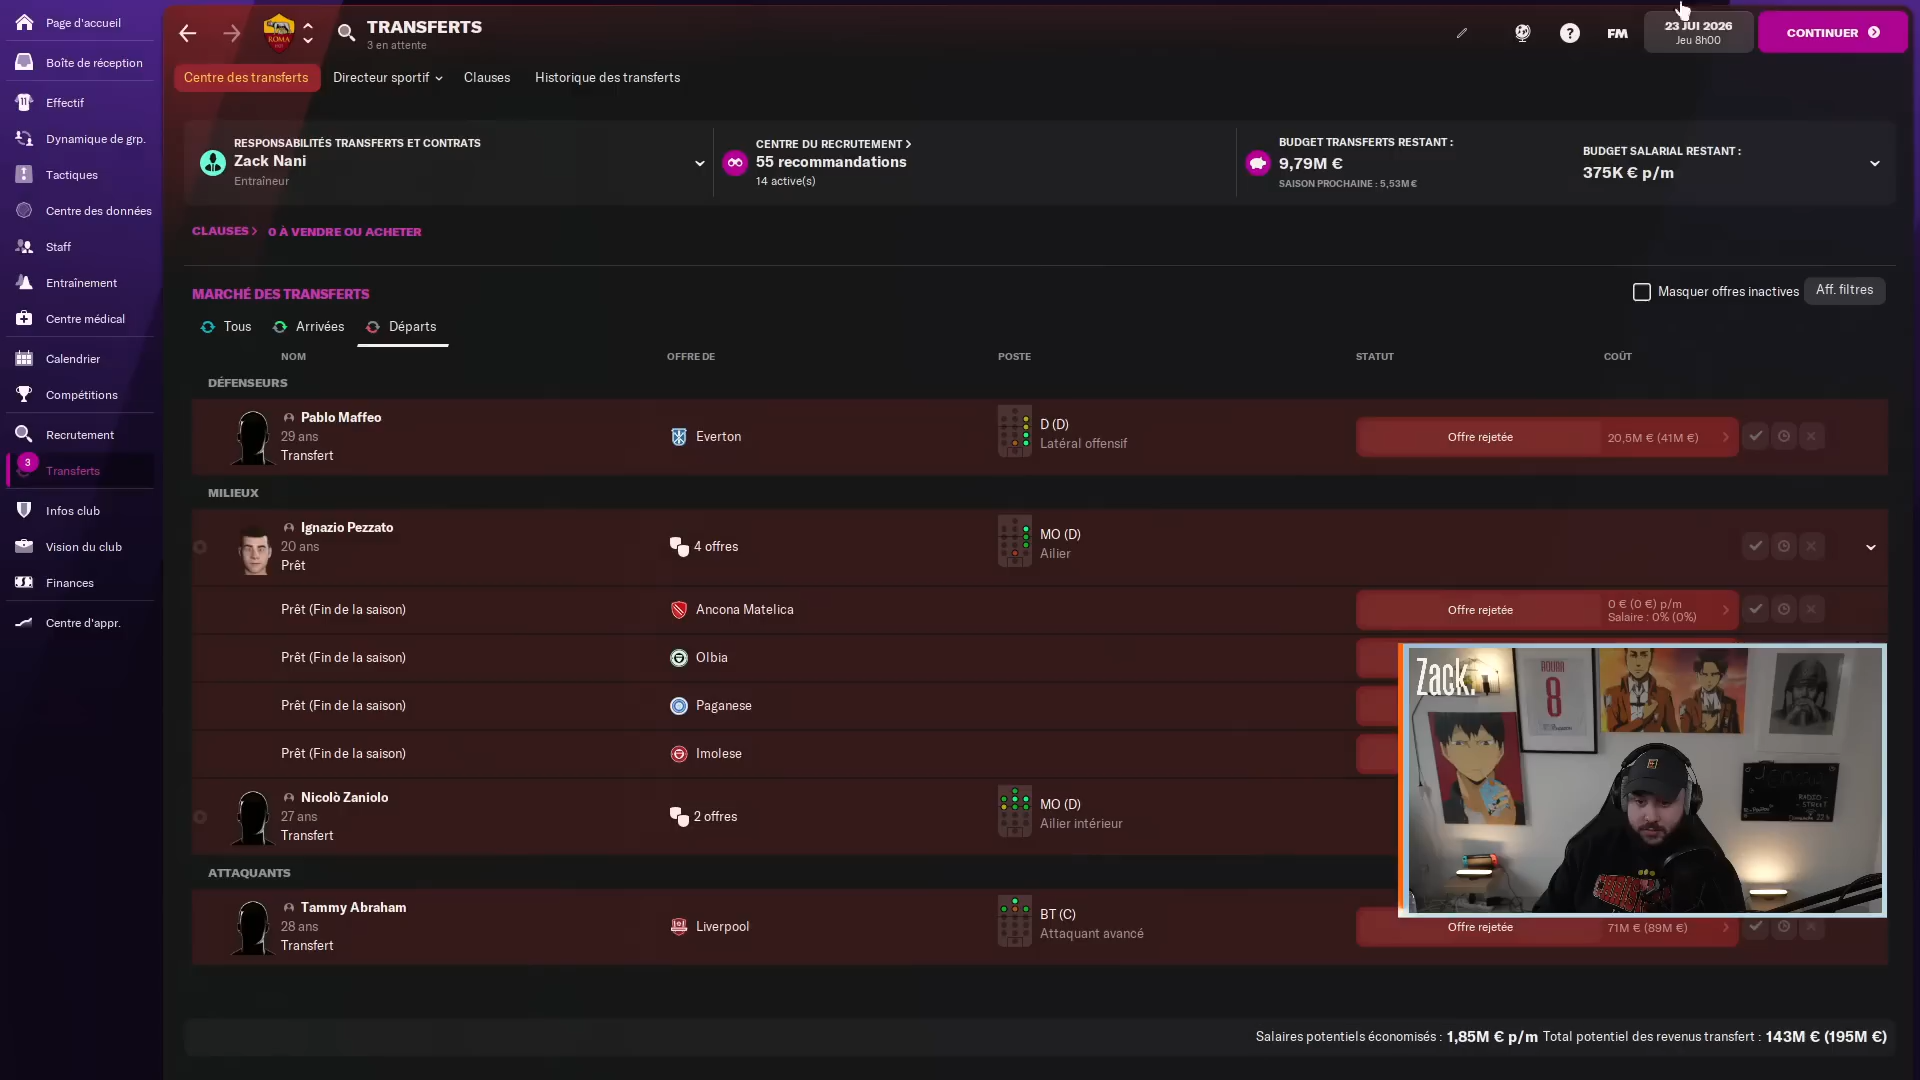 Page d'accueil
Boîte de réception
Effectif
Dynamique de grp.
Tactiques
Centre des données
Staff
Entraînement
Centre médical
Calendrier
Compétitions
Recrutement
3
Transferts
Infos club
Vision du club
Finances
Centre d'appr.
ROMA
TRANSFERTS
3 en attente
?
FM
23 JUI 2026
Jeu 8h00
CONTINUER
Centre des transferts
Directeur sportif
Clauses
Historique des transferts
RESPONSABILITÉS TRANSFERTS ET CONTRATS
Zack Nani
Entraîneur
CENTRE DU RECRUTEMENT >
55 recommandations
14 active(s)
BUDGET TRANSFERTS RESTANT :
9,79M €
SAISON PROCHAINE : 5,53M €
BUDGET SALARIAL RESTANT :
375K € p/m
CLAUSES > 0 À VENDRE OU ACHETER
MARCHÉ DES TRANSFERTS
Masquer offres inactives
Aff. filtres
Tous
Arrivées
Départs
NOM
OFFRE DE
POSTE
STATUT
COÛT
DÉFENSEURS
Pablo Maffeo
29 ans
Transfert
Everton
D (D)
Latéral offensif
Offre rejetée
20,5M € (41M €)
MILIEUX
Ignazio Pezzato
20 ans
Prêt
4 offres
MO (D)
Ailier
Prêt (Fin de la saison)
Ancona Matelica
Offre rejetée
0 € (0 €) p/m
Salaire : 0% (0%)
Prêt (Fin de la saison)
Olbia
Prêt (Fin de la saison)
Paganese
Prêt (Fin de la saison)
Imolese
Nicolò Zaniolo
27 ans
Transfert
2 offres
MO (D)
Ailier intérieur
Zack.
8
ATTAQUANTS
Tammy Abraham
28 ans
Transfert
Liverpool
BT (C)
Attaquant avancé
Offre rejetée
71M € (89M €)
Salaires potentiels économisés : 1,85M € p/m Total potentiel des revenus transfert : 143M € (195M €)